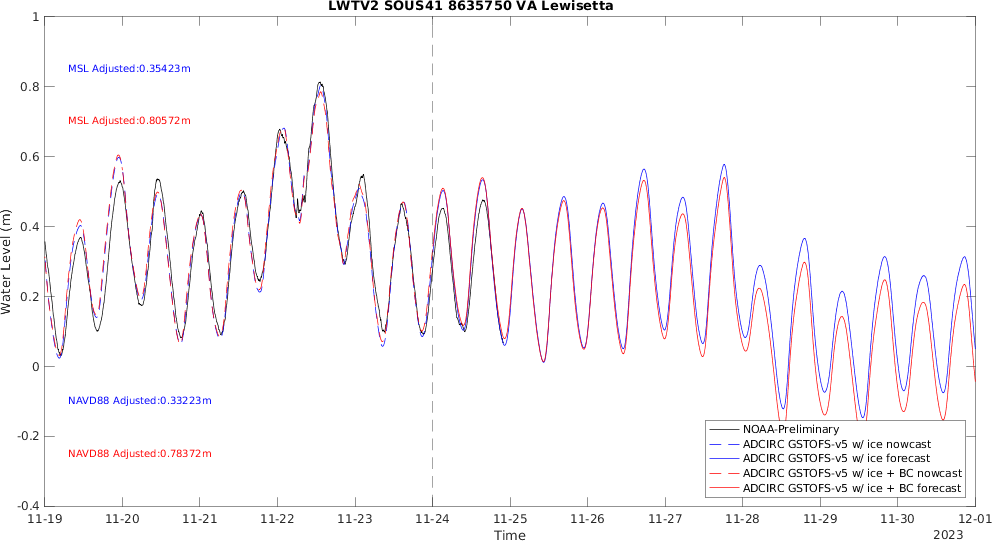 LWTV2 SOUS41 8635750 VA Lewisetta
1
0.8
0.6
0.4
0.2
0
-0.2
-0.4
Water Level (m)
MSL Adjusted:0.35423m
MSL Adjusted:0.80572m
NAVD88 Adjusted:0.33223m
NAVD88 Adjusted:0.78372m
NOAA-Preliminary
ADCIRC GSTOFS-v5 w/ ice nowcast
ADCIRC GSTOFS-v5 w/ ice forecast
ADCIRC GSTOFS-v5 w/ ice + BC nowcast
ADCIRC GSTOFS-v5 w/ ice + BC forecast
11-19 11-20 11-21 11-22 11-23 11-24 11-25 11-26 11-27 11-28 11-29 11-30 12-01
Time
2023